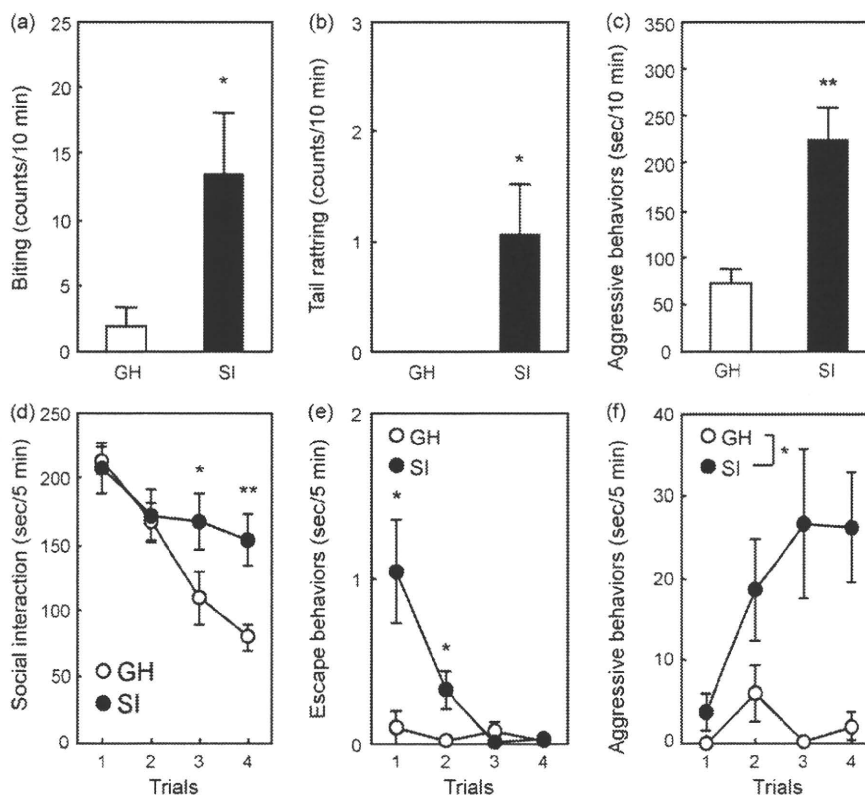 (a)
Biting (counts/10 min)
25
20
15
10
5
0
*
GH
SI
(b)
Tail rattring (counts/10 min)
3
2
1
0
*
GH
SI
(c)
Aggressive behaviors (sec/10 min)
350
300
250
200
150
100
50
0
**
GH
SI
(d)
Social interaction (sec/5 min)
250
200
150
100
50
0
*
**
GH
SI
1 2 3 4
Trials
(e)
Escape behaviors (sec/5 min)
2
1
0
GH
SI
*
*
1 2 3 4
Trials
(f)
Aggressive behaviors (sec/5 min)
40
30
20
10
0
GH
SI
*
1 2 3 4
Trials